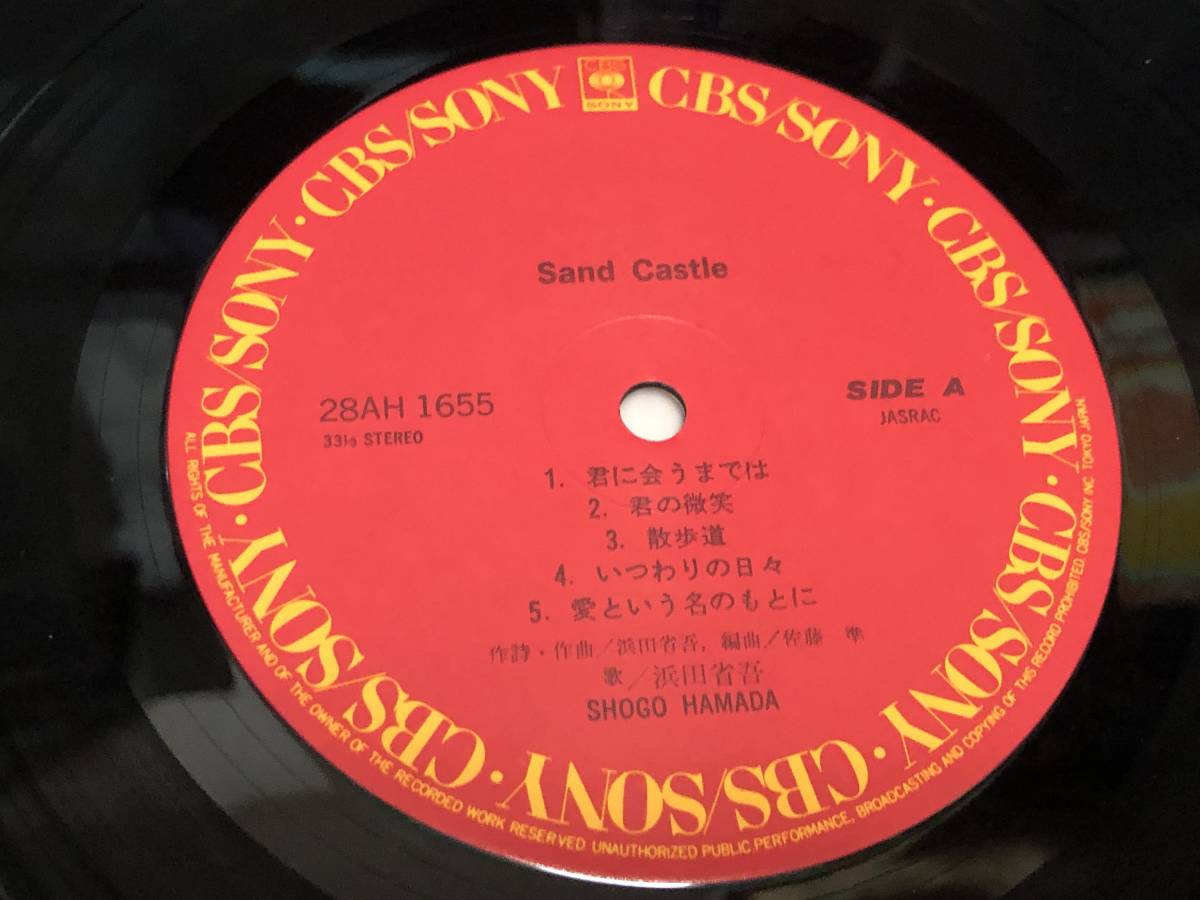 CBS/SONY · CBS/SONY · CBS/SONY · CBS/SONY · CBS/SONY · CBS/SONY · CBS/SONY · CBS/SONY
CBS
SONY
Sand Castle
28AH 1655
33⅓ STEREO
SIDE A
JASRAC
1. 君に会うまでは
2. 君の微笑
3. 散歩道
4. いつわりの日々
5. 愛という名のもとに
作詩・作曲／浜田省吾, 編曲／佐藤 準
歌／浜田省吾
SHOGO HAMADA
ALL RIGHTS OF THE MANUFACTURER AND OF THE OWNER OF THE RECORDED WORK RESERVED UNAUTHORIZED PUBLIC PERFORMANCE, BROADCASTING AND COPYING OF THIS RECORD PROHIBITED. CBS/SONY INC TOKYO JAPAN.